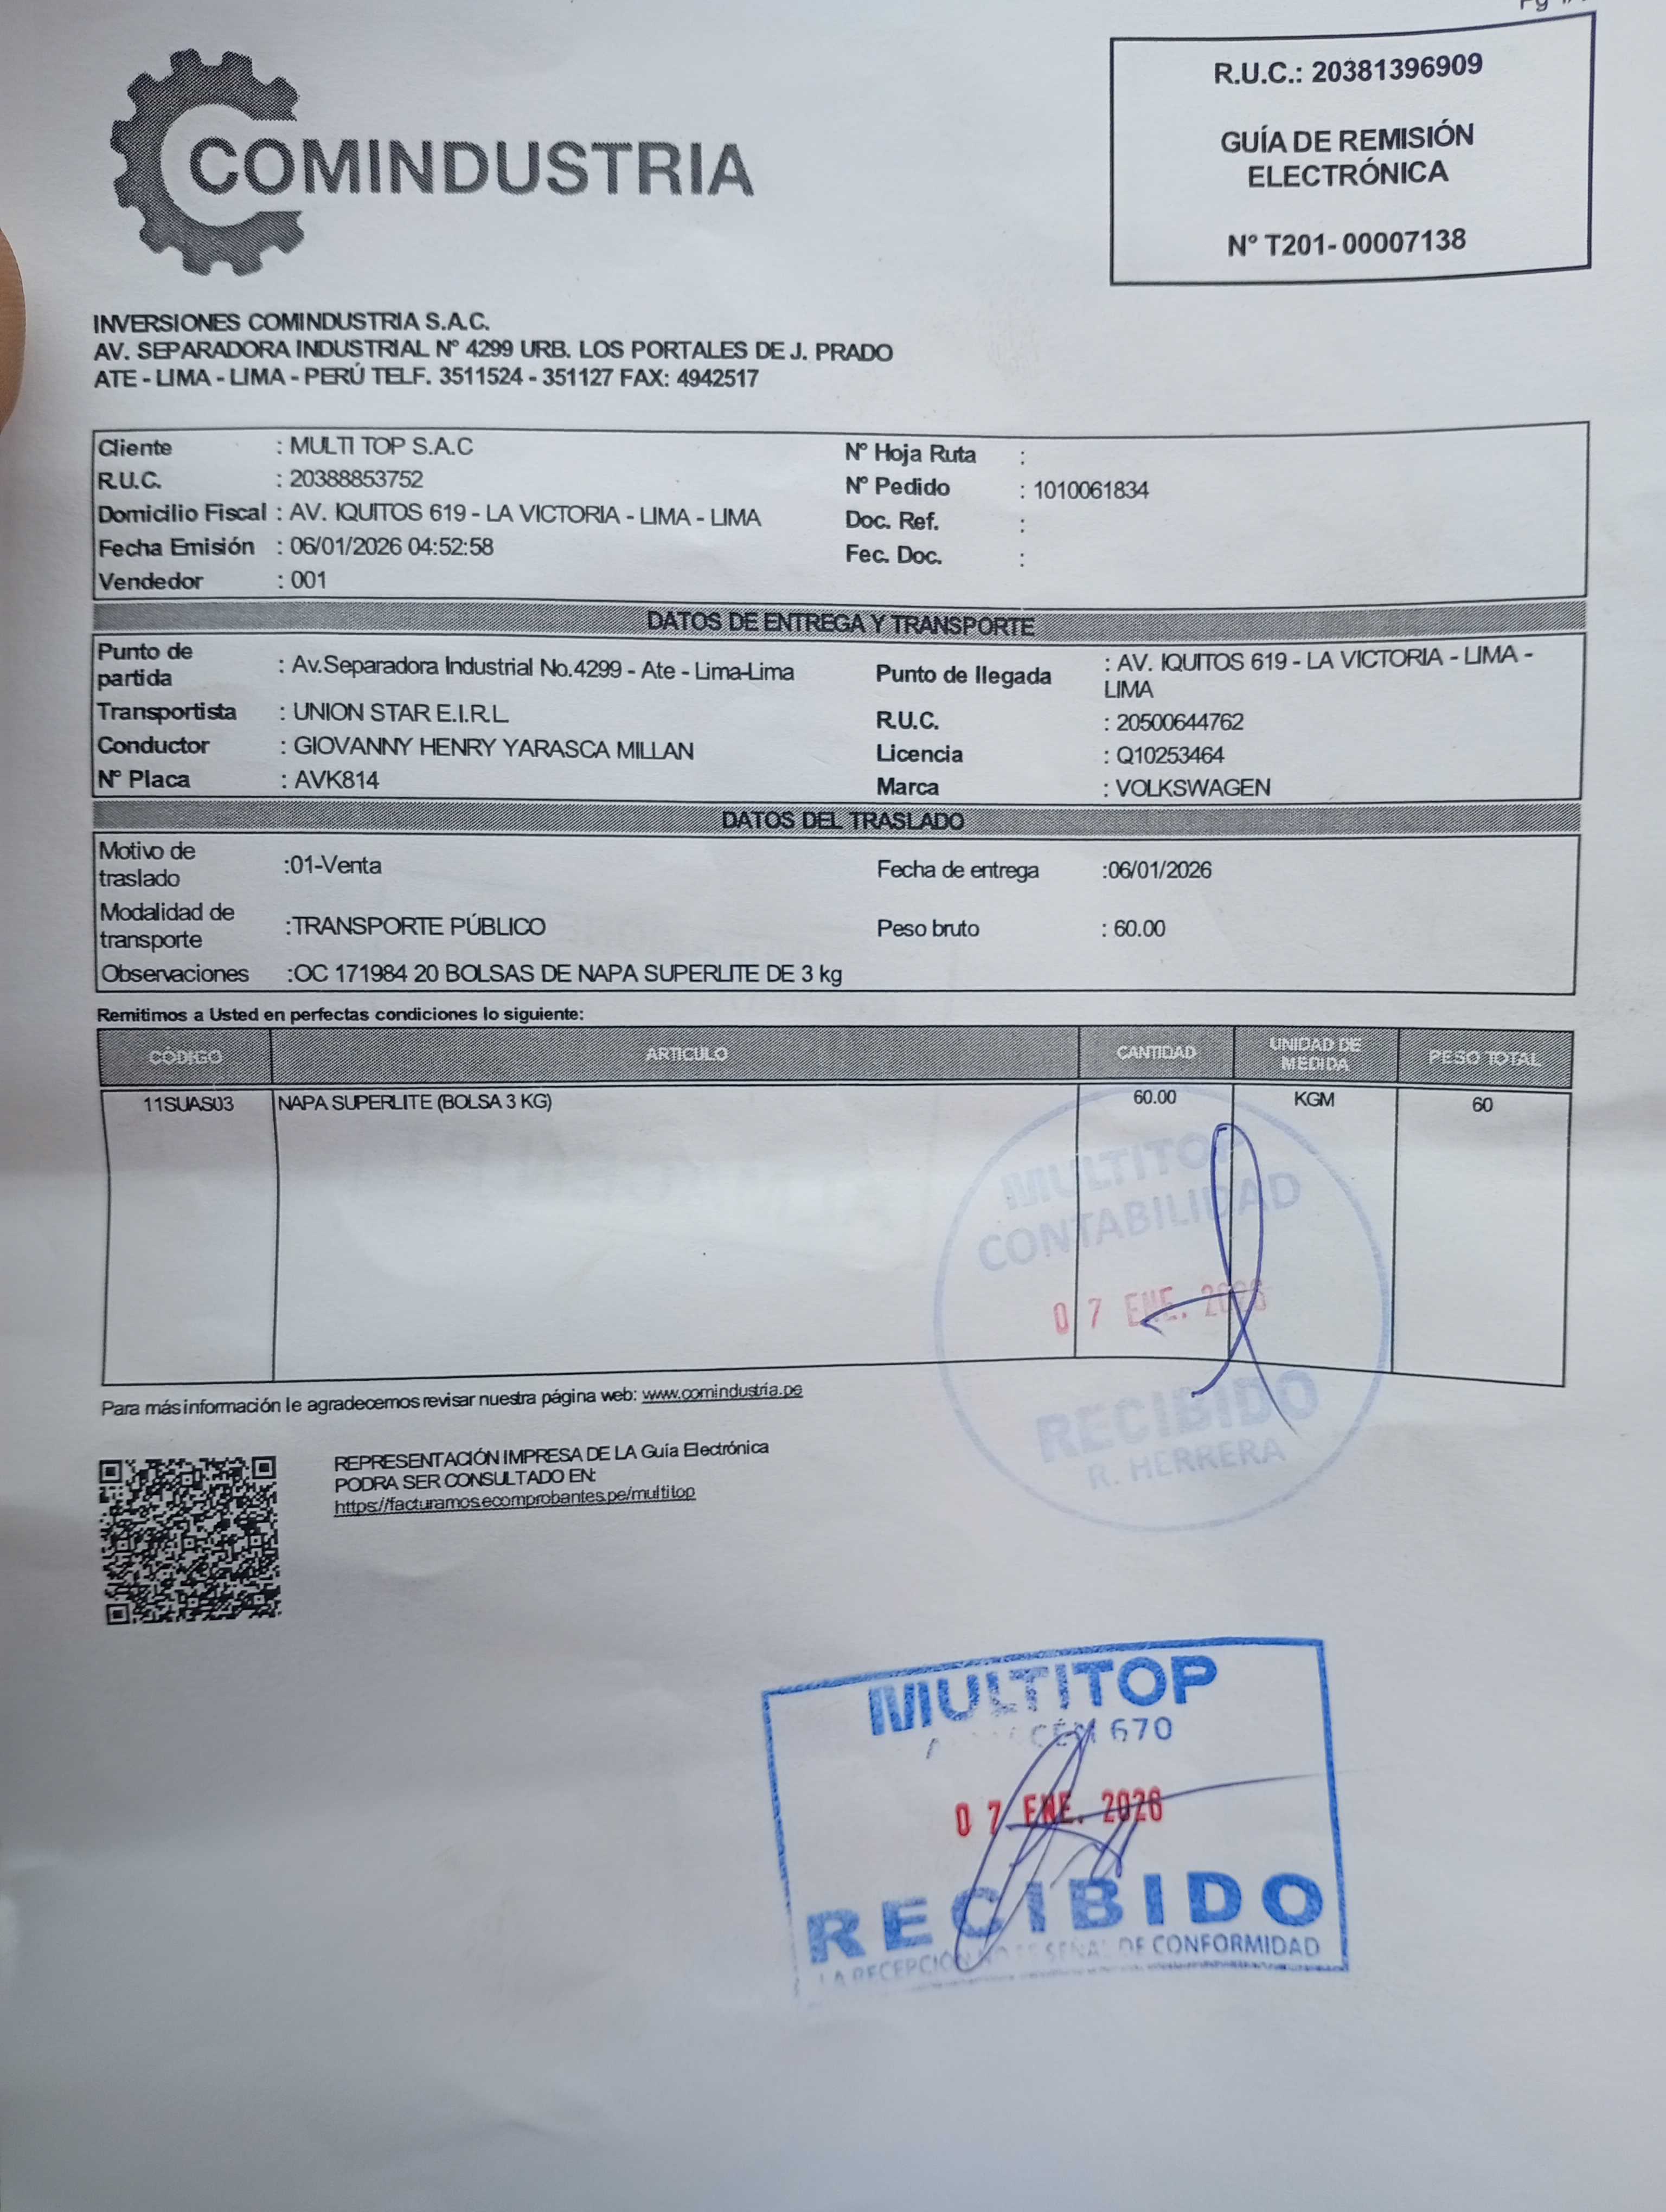 COMINDUSTRIA
R.U.C.: 20381396909
GUÍA DE REMISIÓN
ELECTRÓNICA
N° T201-00007138
INVERSIONES COMINDUSTRIA S.A.C.
AV. SEPARADORA INDUSTRIAL N° 4299 URB. LOS PORTALES DE J. PRADO
ATE - LIMA - LIMA - PERÚ TELF. 3511524 - 351127 FAX: 4942517
Cliente : MULTI TOP S.A.C
R.U.C. : 20388853752
Domicilio Fiscal : AV. IQUITOS 619 - LA VICTORIA - LIMA - LIMA
Fecha Emisión : 06/01/2026 04:52:58
Vendedor : 001
N° Hoja Ruta :
N° Pedido : 1010061834
Doc. Ref. :
Fec. Doc. :
DATOS DE ENTREGA Y TRANSPORTE
Punto de
partida : Av.Separadora Industrial No.4299 - Ate - Lima-Lima
Transportista : UNION STAR E.I.R.L
Conductor : GIOVANNY HENRY YARASCA MILLAN
N° Placa : AVK814
Punto de llegada : AV. IQUITOS 619 - LA VICTORIA - LIMA -
LIMA
R.U.C. : 20500644762
Licencia : Q10253464
Marca : VOLKSWAGEN
DATOS DEL TRASLADO
Motivo de
traslado :01-Venta
Fecha de entrega :06/01/2026
Modalidad de
transporte :TRANSPORTE PÚBLICO
Peso bruto : 60.00
Observaciones :OC 171984 20 BOLSAS DE NAPA SUPERLITE DE 3 kg
Remitimos a Usted en perfectas condiciones lo siguiente:
CÓDIGO ARTICULO CANTIDAD UNIDAD DE MEDIDA PESO TOTAL
11SUAS03 NAPA SUPERLITE (BOLSA 3 KG) 60.00 KGM 60
MULTITOP
CONTABILIDAD
07 ENE. 2026
RECIBIDO
R. HERRERA
Para más información le agradecemos revisar nuestra página web: www.comindustria.pe
REPRESENTACIÓN IMPRESA DE LA Guía Electrónica
PODRA SER CONSULTADO EN:
https://facturamos.ecomprobantes.pe/multitop
MULTITOP
670
07 ENE. 2026
RECIBIDO
LA RECEPCIÓN NO ES SEÑAL DE CONFORMIDAD